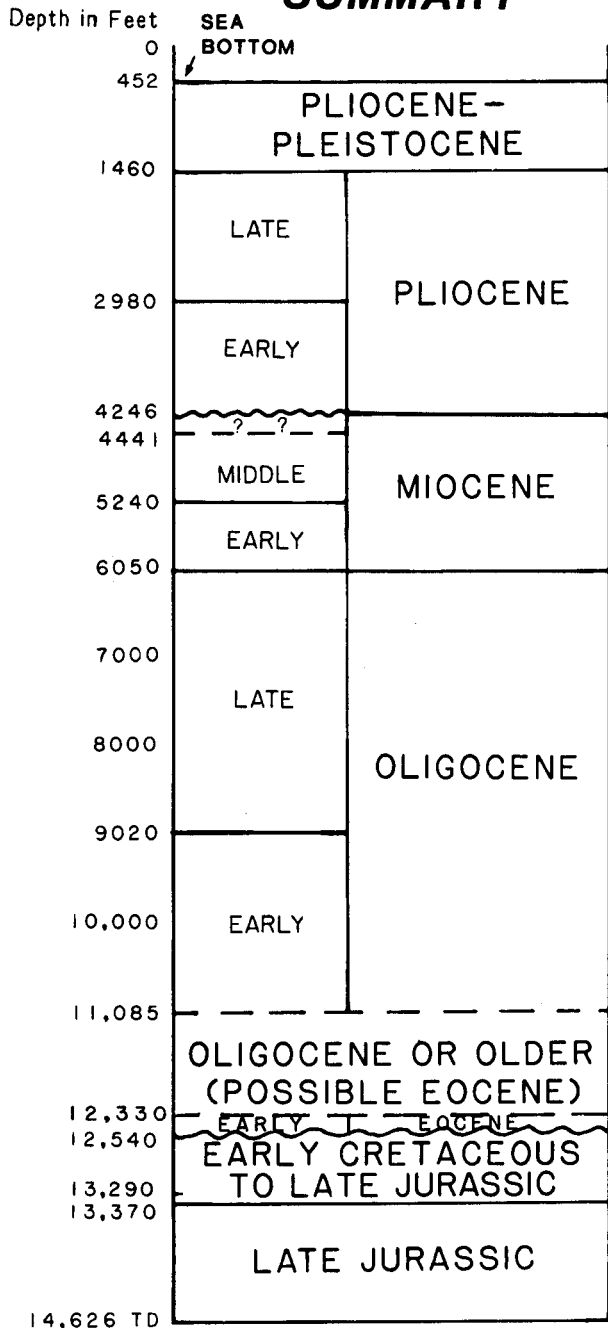 SUMMARY
Depth in Feet
SEA
BOTTOM
0
452
PLIOCENE-
PLEISTOCENE
1460
LATE
PLIOCENE
2980
EARLY
4246
? ?
4441
MIDDLE
MIOCENE
5240
EARLY
6050
7000
LATE
8000
OLIGOCENE
9020
10,000
EARLY
11,085
OLIGOCENE OR OLDER
(POSSIBLE EOCENE)
12,330
EARLY EOCENE
12,540
EARLY CRETACEOUS
TO LATE JURASSIC
13,290
13,370
LATE JURASSIC
14,626 TD